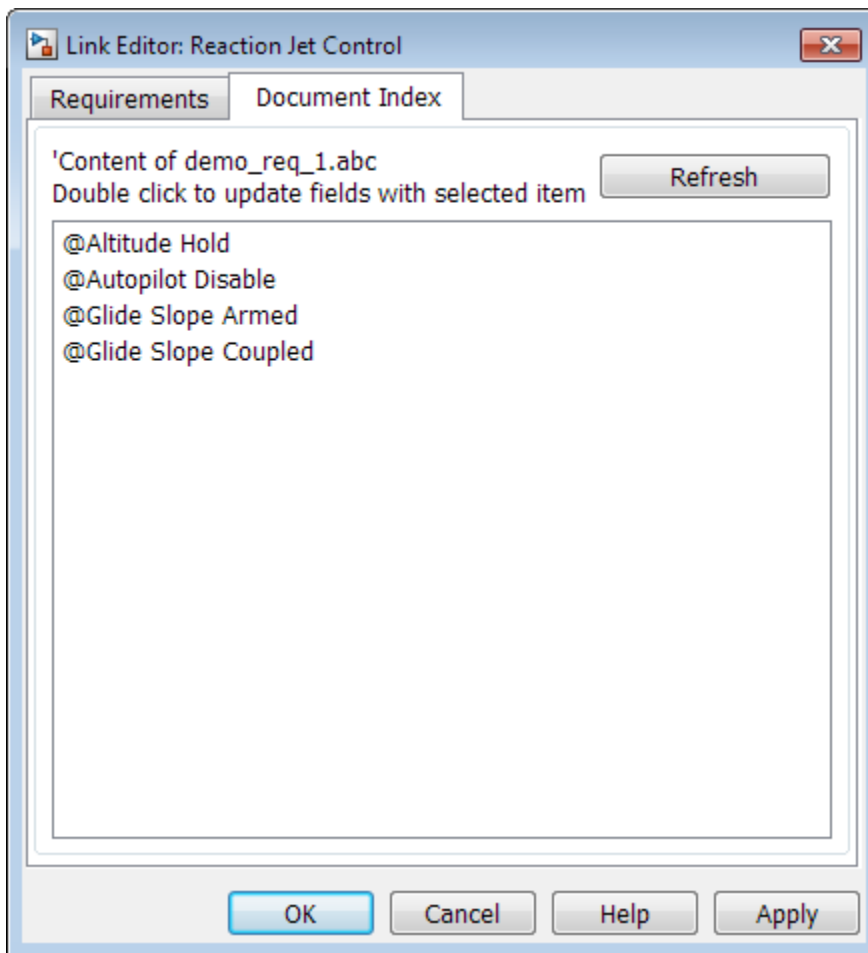 Link Editor: Reaction Jet Control
Requirements
Document Index
'Content of demo_req_1.abc
Double click to update fields with selected item
Refresh
@Altitude Hold
@Autopilot Disable
@Glide Slope Armed
@Glide Slope Coupled
OK
Cancel
Help
Apply